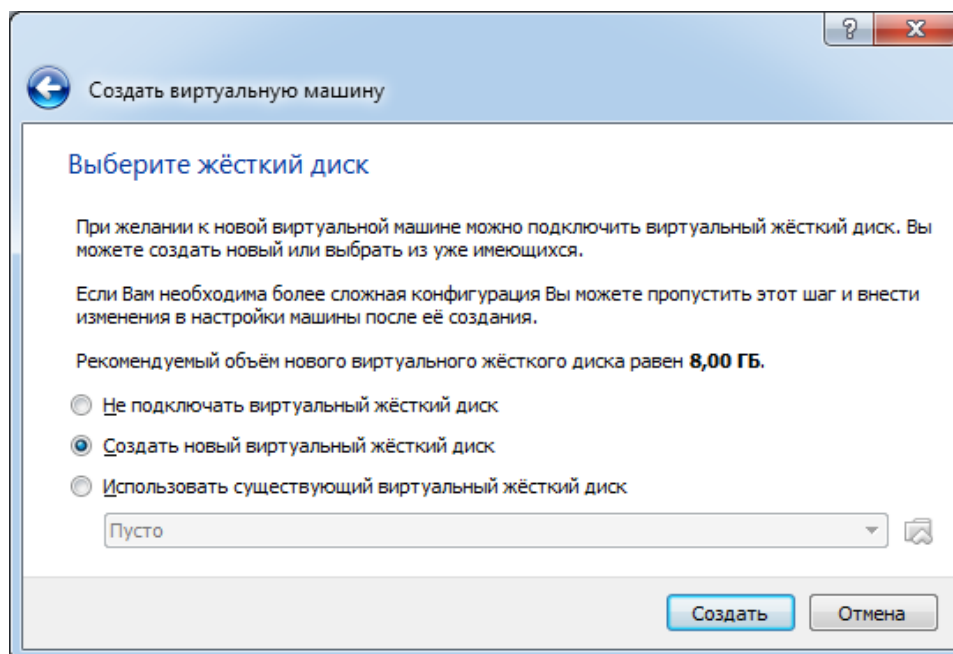 ?
Создать виртуальную машину
Выберите жёсткий диск
При желании к новой виртуальной машине можно подключить виртуальный жёсткий диск. Вы
можете создать новый или выбрать из уже имеющихся.
Если Вам необходима более сложная конфигурация Вы можете пропустить этот шаг и внести
изменения в настройки машины после её создания.
Рекомендуемый объём нового виртуального жёсткого диска равен 8,00 ГБ.
Не подключать виртуальный жёсткий диск
Создать новый виртуальный жёсткий диск
Использовать существующий виртуальный жёсткий диск
Пусто
Создать
Отмена